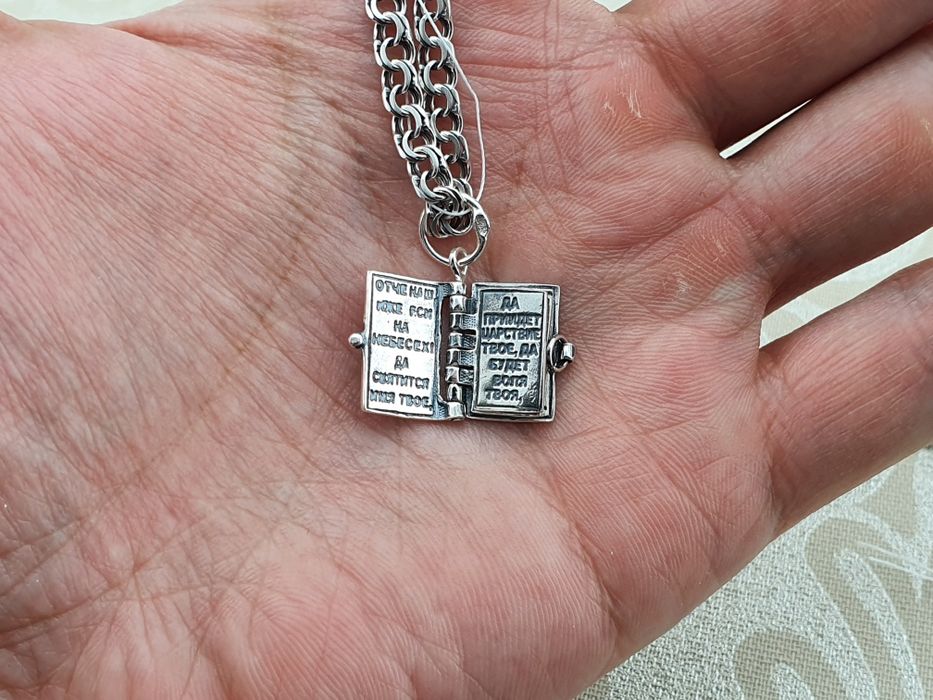 ОТЧЕ НАШ
ИЖЕ ЕСИ
НА
НЕБЕСЕХ!
ДА
СВЯТИТСЯ
ИМЯ ТВОЕ,
ДА
ПРИИДЕТ
ЦАРСТВИЕ
ТВОЕ, ДА
БУДЕТ
ВОЛЯ
ТВОЯ,